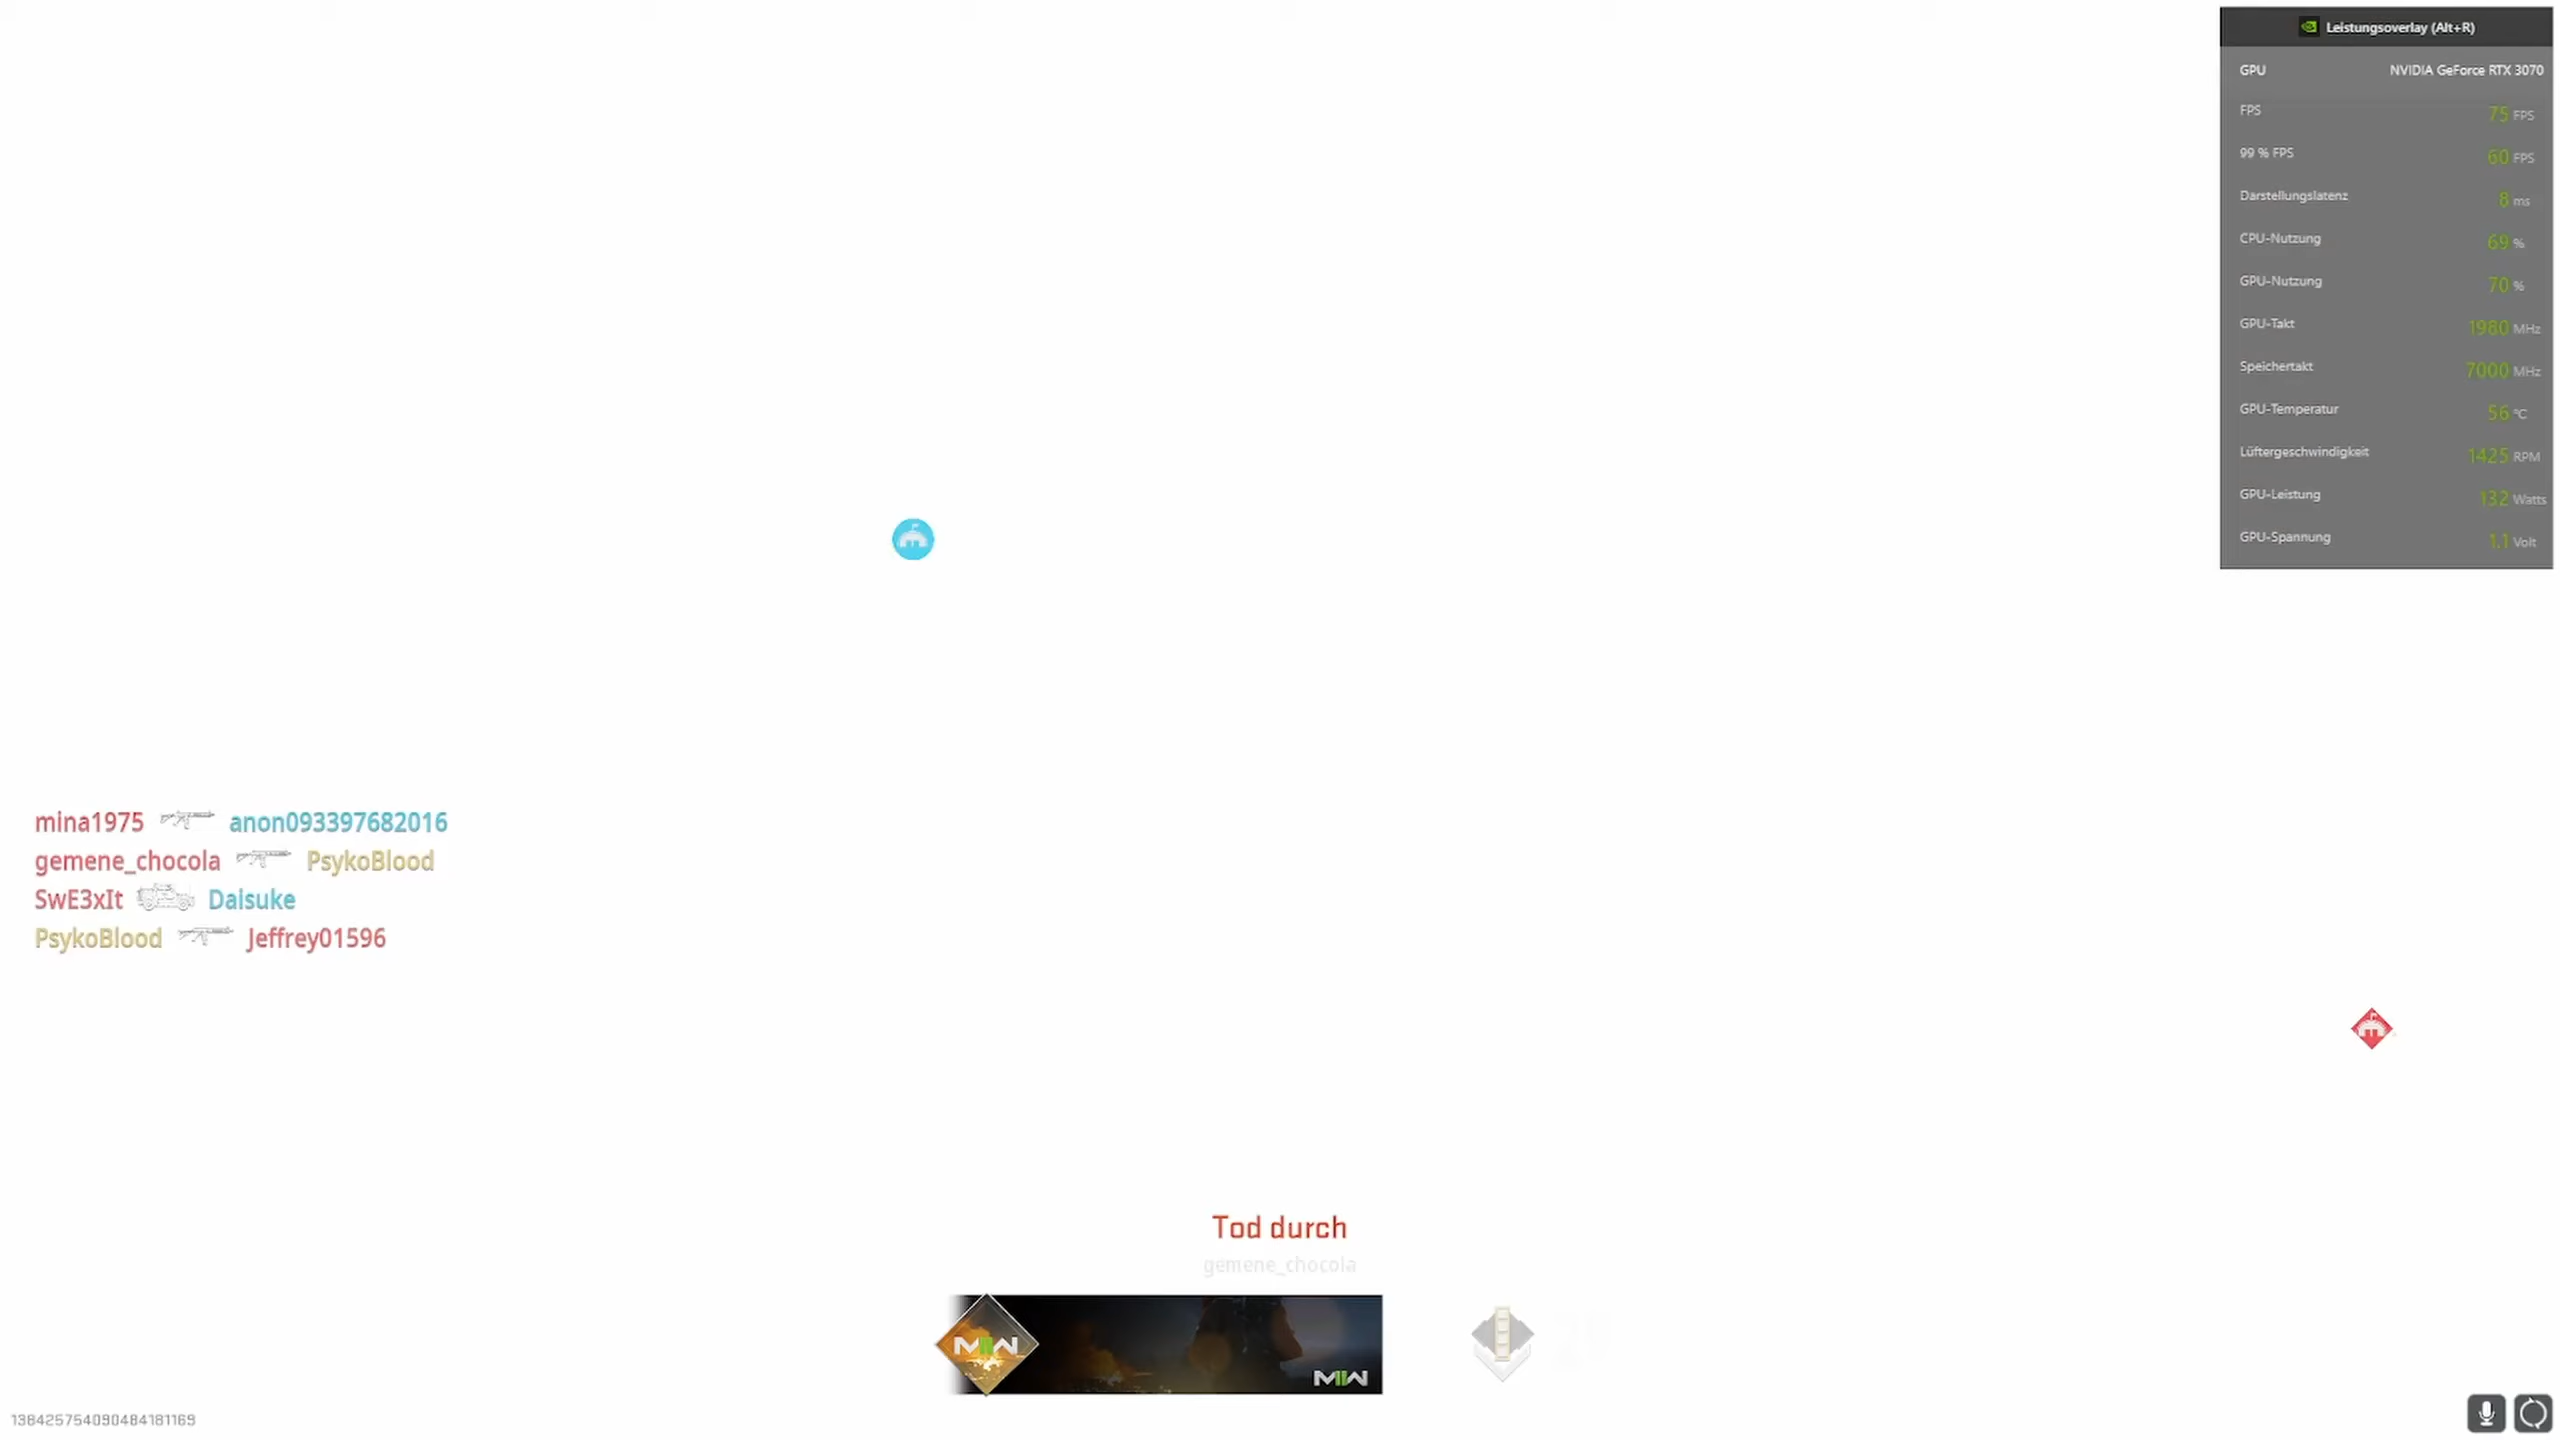 Leistungsoverlay (Alt+R)
GPU NVIDIA GeForce RTX 3070
FPS 75 FPS
99 % FPS 60 FPS
Darstellungslatenz 8 ms
CPU-Nutzung 69 %
GPU-Nutzung 70 %
GPU-Takt 1980 MHz
Speichertakt 7000 MHz
GPU-Temperatur 56 °C
Lüftergeschwindigkeit 1425 RPM
GPU-Leistung 132 Watts
GPU-Spannung 1.1 Volt
mina1975 anon093397682016
gemene_chocola PsykoBlood
SwE3xIt Daisuke
PsykoBlood Jeffrey01596
Tod durch
gemene_chocola
MW
MW
138425754090484181169